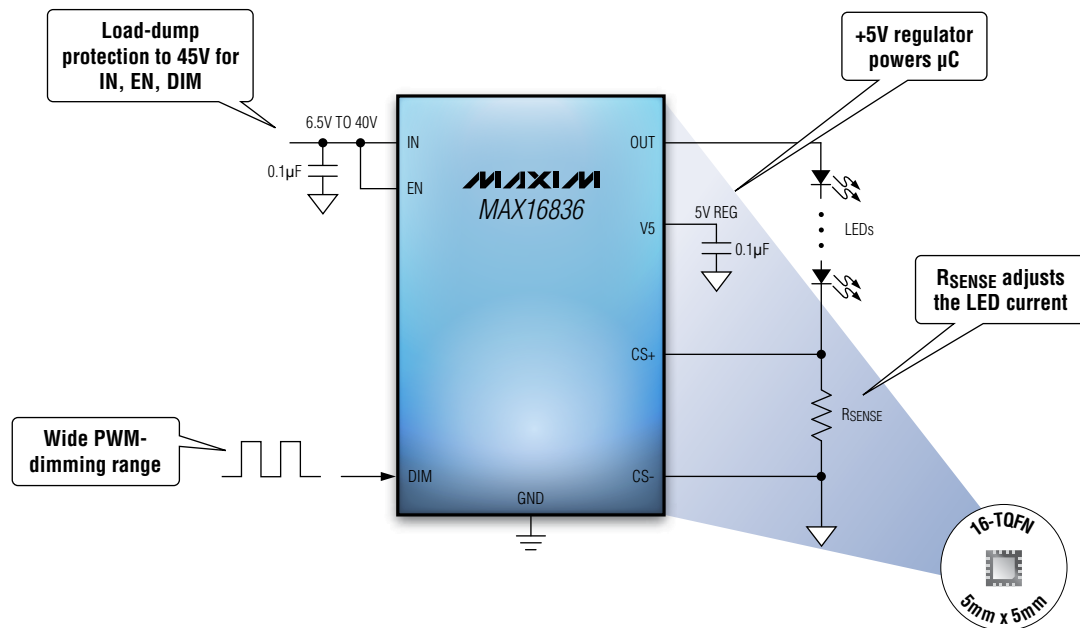 Load-dump
protection to 45V for
IN, EN, DIM
+5V regulator
powers µC
6.5V TO 40V
IN
OUT
0.1µF
EN
MAXIM
MAX16836
5V REG
V5
0.1µF
LEDs
RSENSE adjusts
the LED current
CS+
RSENSE
Wide PWM-
dimming range
DIM
CS-
GND
16-TQFN
5mm x 5mm